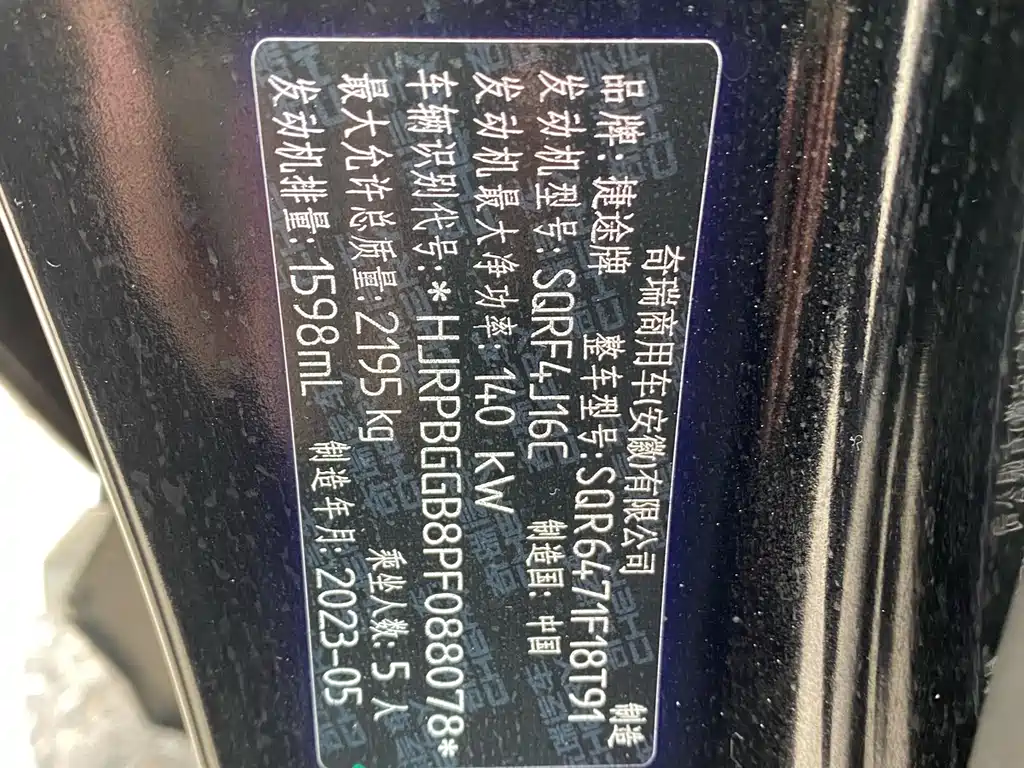 奇瑞商用车(安徽)有限公司 制造
品牌:捷途牌 整车型号:SQR6471F18T91
发动机型号:SQRF4J16C 制造国:中国
发动机最大净功率:140 kW
车辆识别代号:*HJRPBGGB8PF088078*
最大允许总质量:2195 kg 乘坐人数:5人
发动机排量:1598mL 制造年月:2023-05